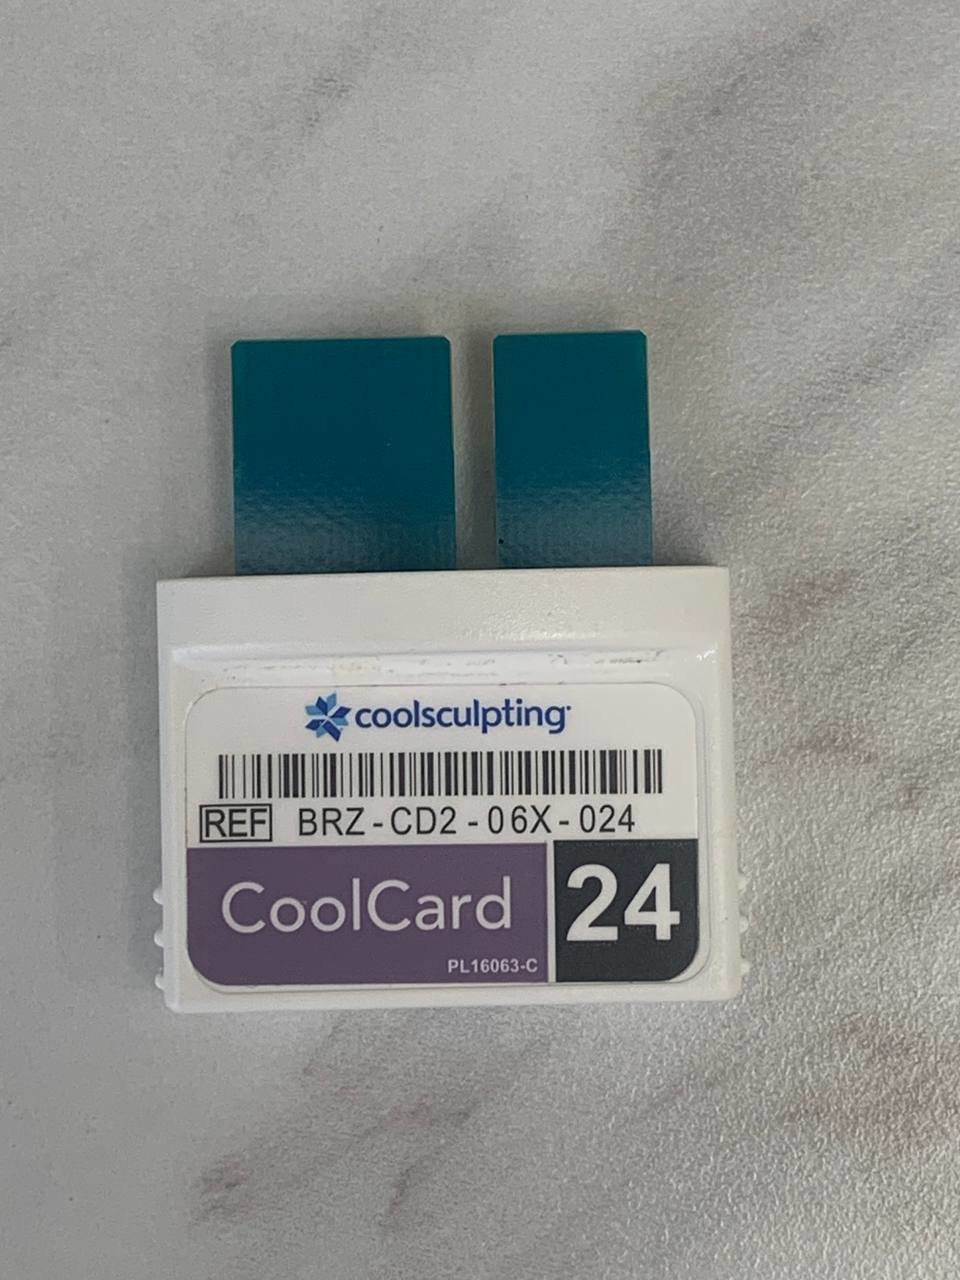 coolsculpting
REF BRZ-CD2-06X-024
CoolCard
24
PL16063-C